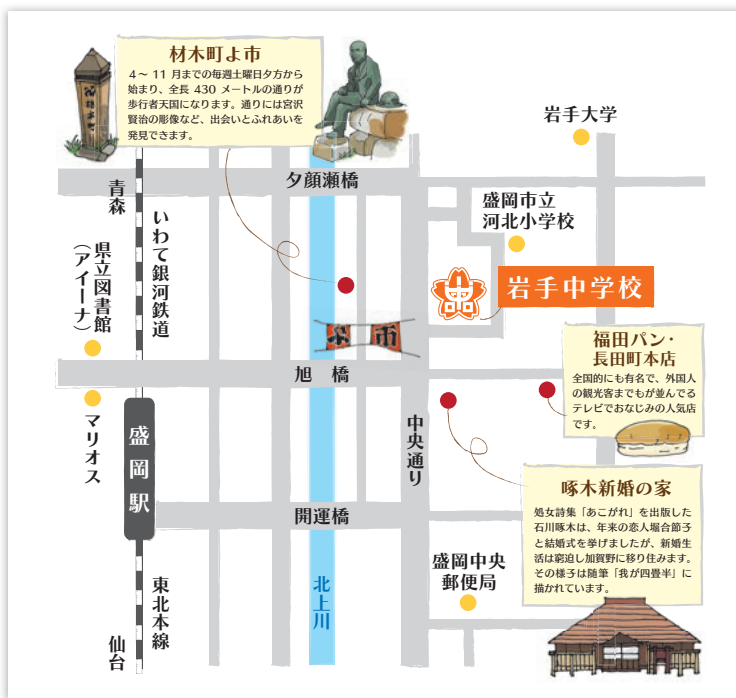 材木町よ市
4〜 11 月までの毎週土曜日夕方から
始まり、全長 430 メートルの通りが
歩行者天国になります。通りには宮沢
賢治の彫像など、出会いとふれあいを
発見できます。
材木町
岩手大学
夕顔瀬橋
青森
盛岡市立
河北小学校
いわて銀河鉄道
県立図書館
（アイーナ）
岩手中学校
よ市
福田パン・
長田町本店
全国的にも有名で、外国人
の観光客までもが並んでる
テレビでおなじみの人気店
です。
旭橋
マリオス
盛岡駅
中央通り
啄木新婚の家
処女詩集「あこがれ」を出版した
石川啄木は、年来の恋人堀合節子
と結婚式を挙げましたが、新婚生
活は窮迫し加賀野に移り住みます。
その様子は随筆「我が四畳半」に
描かれています。
開運橋
盛岡中央
郵便局
北上川
東北本線
仙台